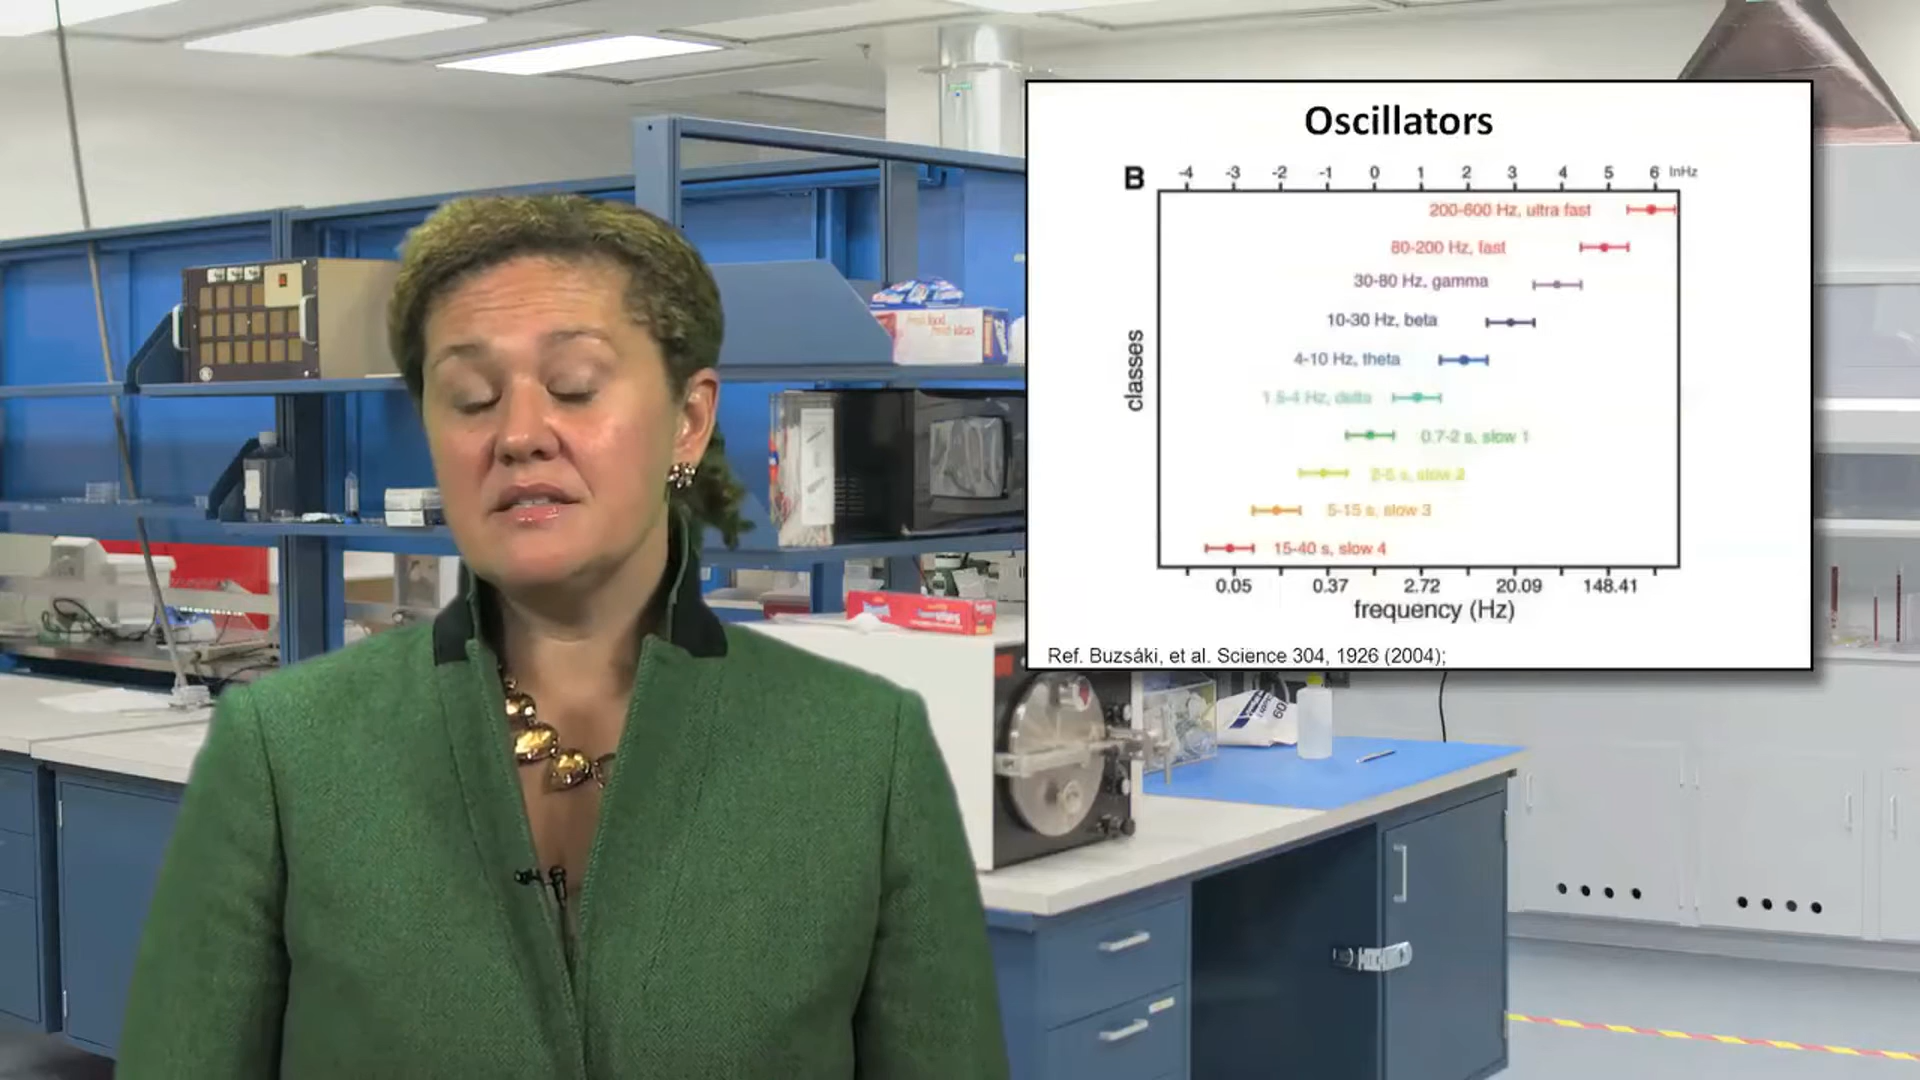 Oscillators
B
-4 -3 -2 -1 0 1 2 3 4 5 6 lnHz
200-600 Hz, ultra fast
80-200 Hz, fast
30-80 Hz, gamma
10-30 Hz, beta
4-10 Hz, theta
1.5-4 Hz, delta
0.7-2 s, slow 1
2-5 s, slow 2
5-15 s, slow 3
15-40 s, slow 4
classes
0.05 0.37 2.72 20.09 148.41
frequency (Hz)
Ref. Buzsáki, et al. Science 304, 1926 (2004);
60